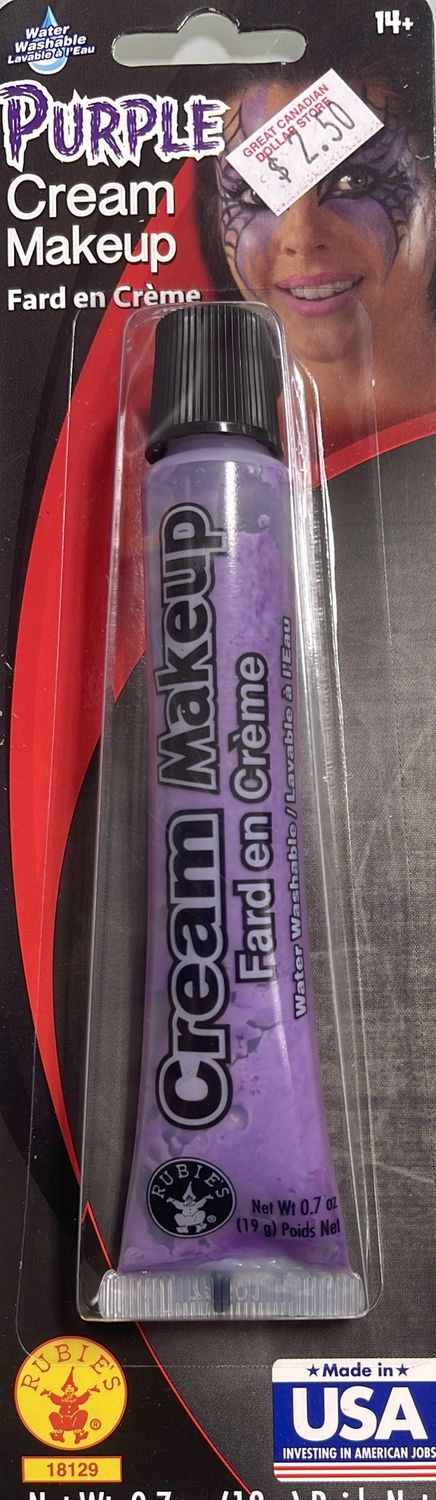 Water
Washable
Lavable à l'Eau
14+
PURPLE
Cream
Makeup
Fard en Crème
GREAT CANADIAN
DOLLAR STORE
$ 2.50
Cream Makeup
Fard en Crème
Water Washable / Lavable à l'Eau
RUBIE'S
®
Net Wt 0.7 oz
(19 g) Poids Net
RUBIE'S
®
18129
★Made in★
USA
INVESTING IN AMERICAN JOBS